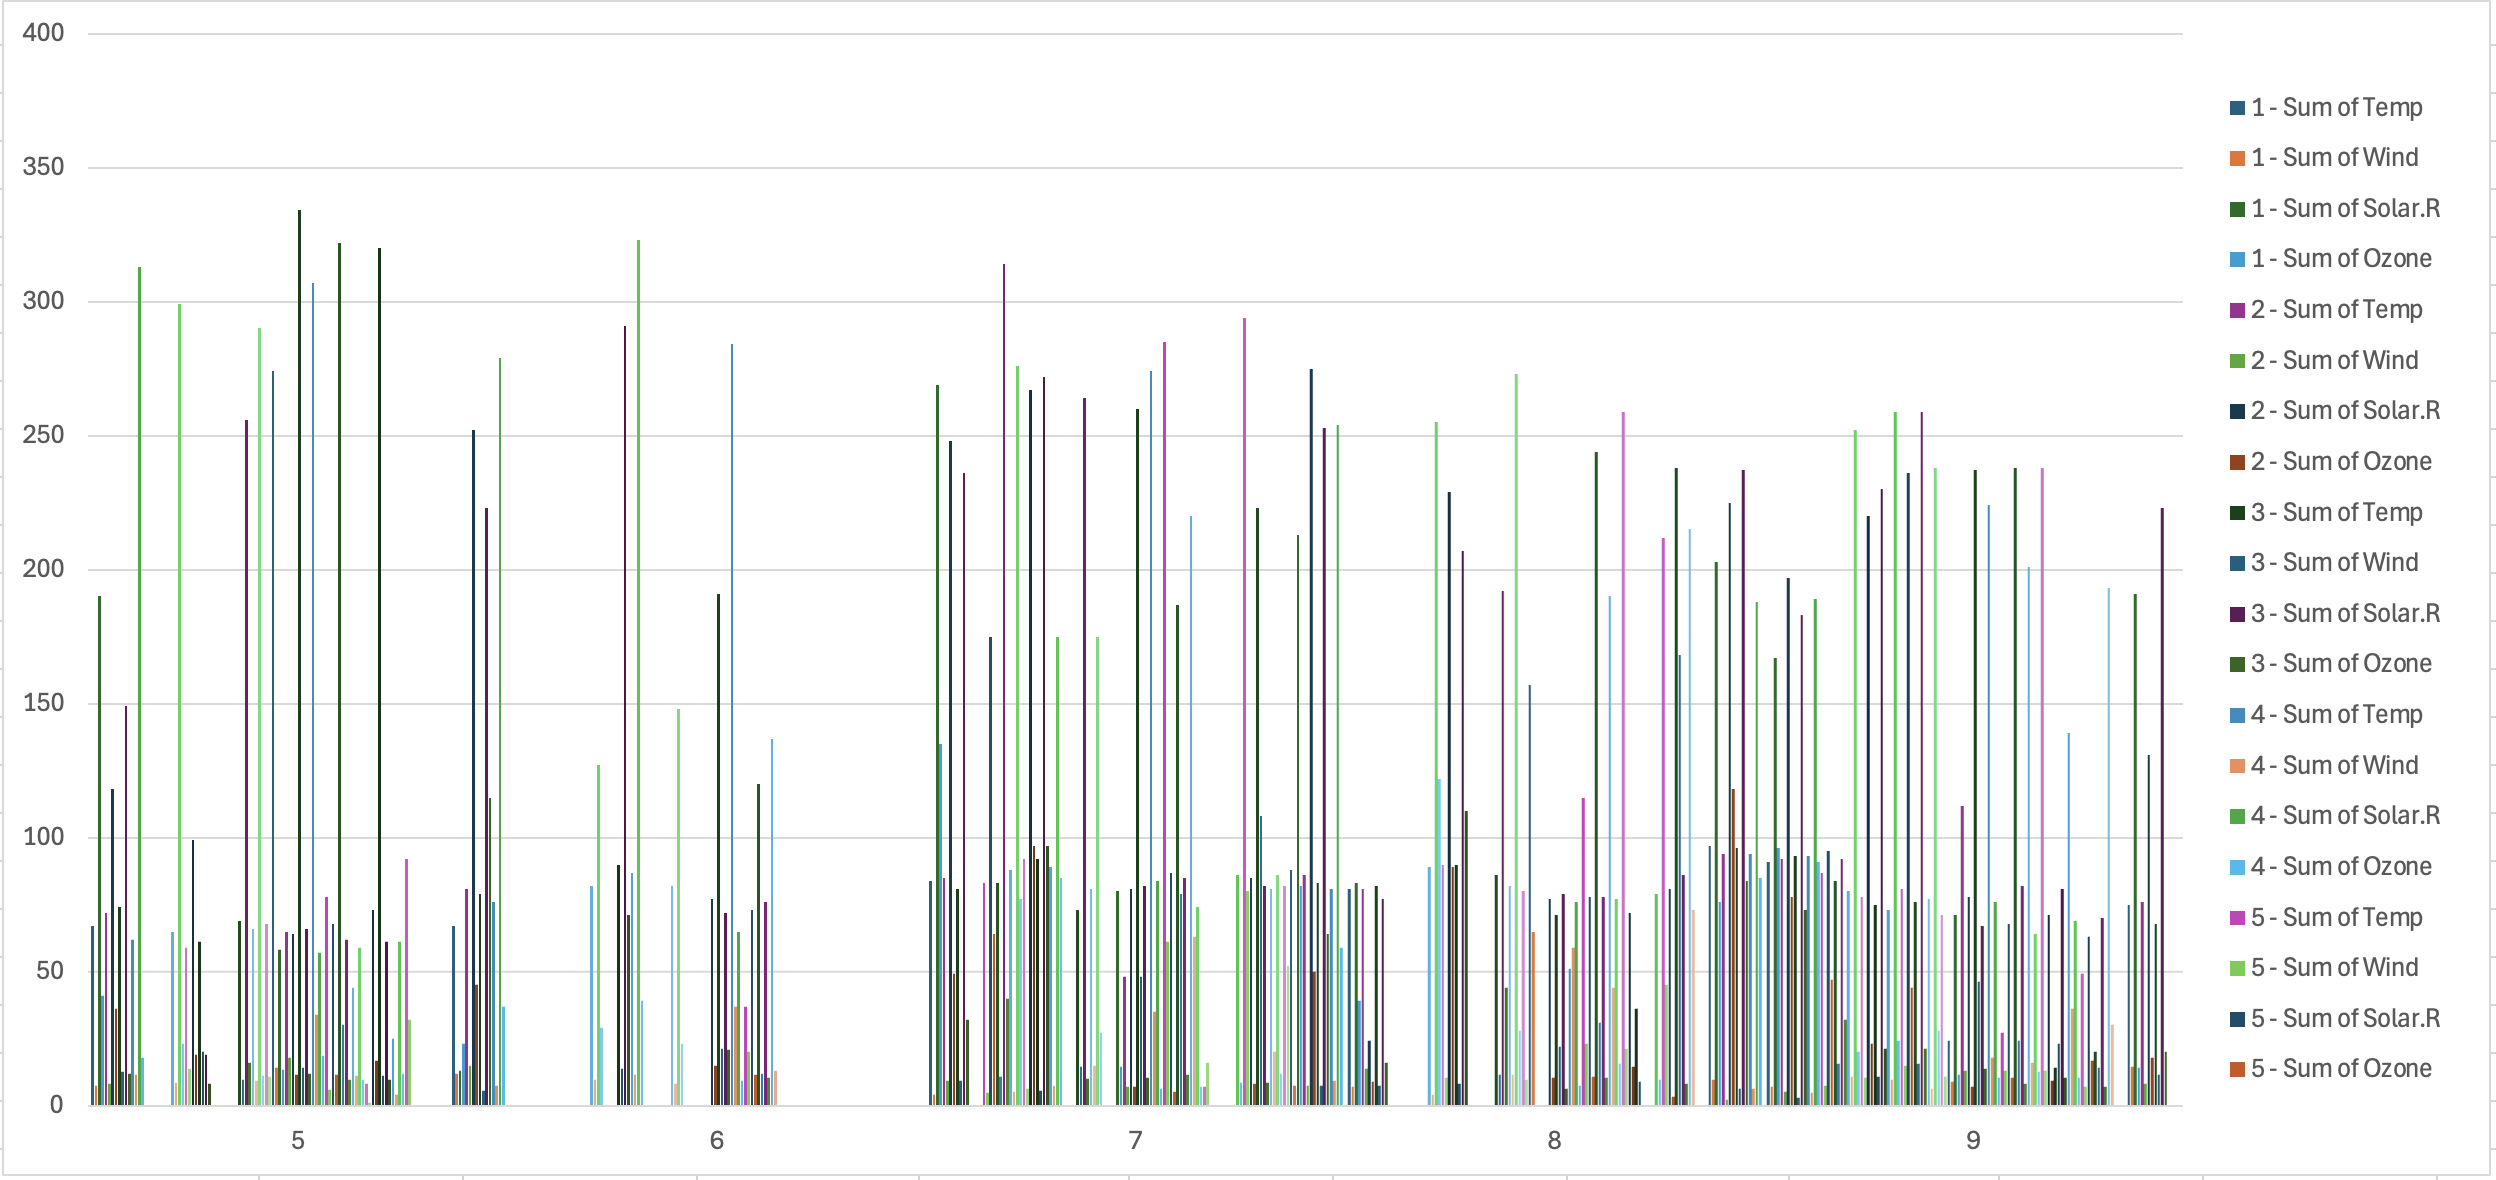 400
350
300
250
200
150
100
50
0
5 6 7 8 9
1 - Sum of Temp
1 - Sum of Wind
1 - Sum of Solar.R
1 - Sum of Ozone
2 - Sum of Temp
2 - Sum of Wind
2 - Sum of Solar.R
2 - Sum of Ozone
3 - Sum of Temp
3 - Sum of Wind
3 - Sum of Solar.R
3 - Sum of Ozone
4 - Sum of Temp
4 - Sum of Wind
4 - Sum of Solar.R
4 - Sum of Ozone
5 - Sum of Temp
5 - Sum of Wind
5 - Sum of Solar.R
5 - Sum of Ozone